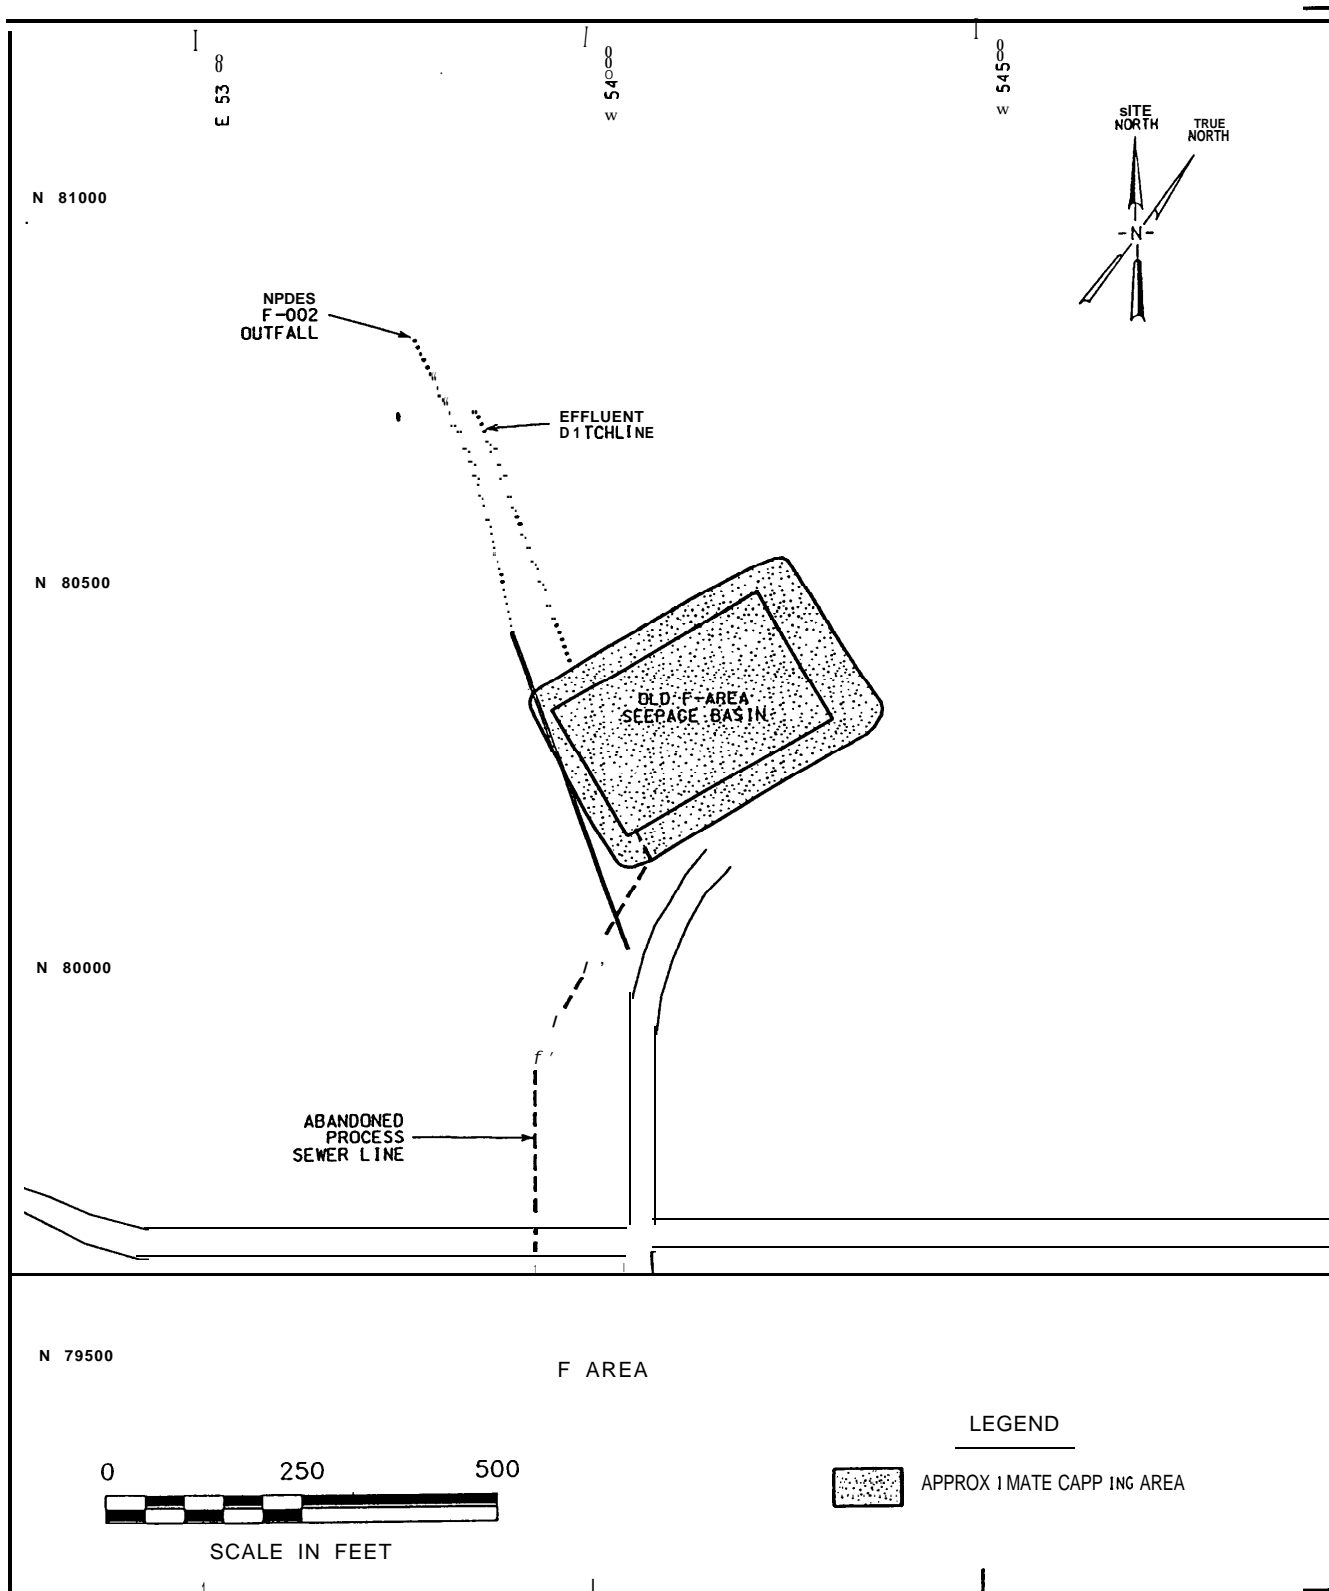 E 53
54
w
545
w
sITE
NORTH
TRUE
NORTH
-N-
N 81000
NPDES
F-002
OUTFALL
EFFLUENT
D1TCHLINE
N 80500
OLD F-AREA
SEEPAGE BASIN
N 80000
ABANDONED
PROCESS
SEWER LINE
N 79500
F AREA
LEGEND
APPROX 1MATE CAPP ING AREA
0 250 500
SCALE IN FEET